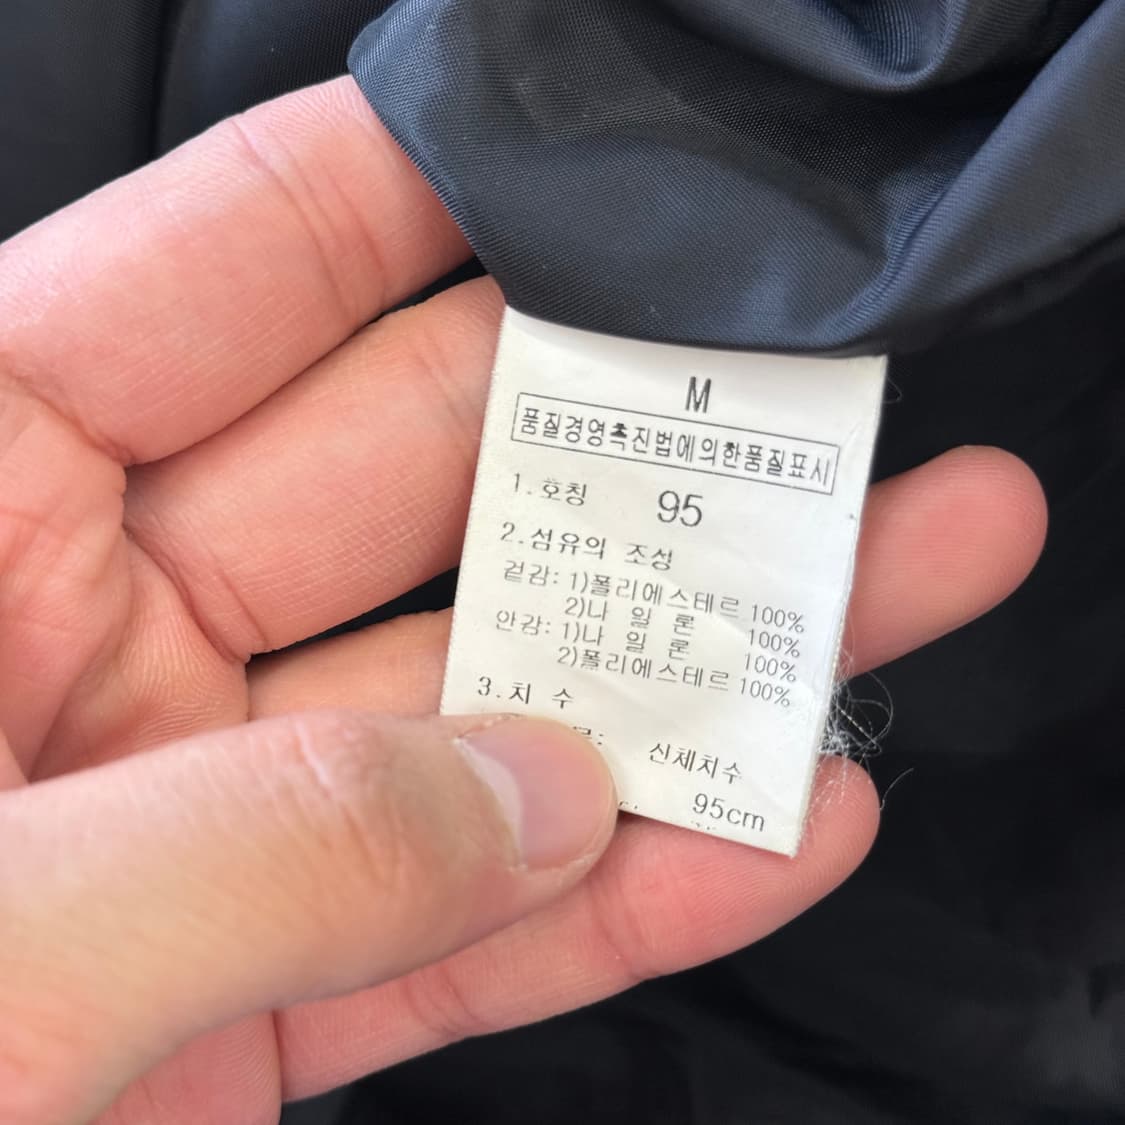 M
품질경영촉진법에의한품질표시
1.호칭 95
2.섬유의 조성
겉감: 1)폴리에스테르 100%
2)나 일 론 100%
안감: 1)나 일 론 100%
2)폴리에스테르 100%
3.치 수
신체치수
95cm